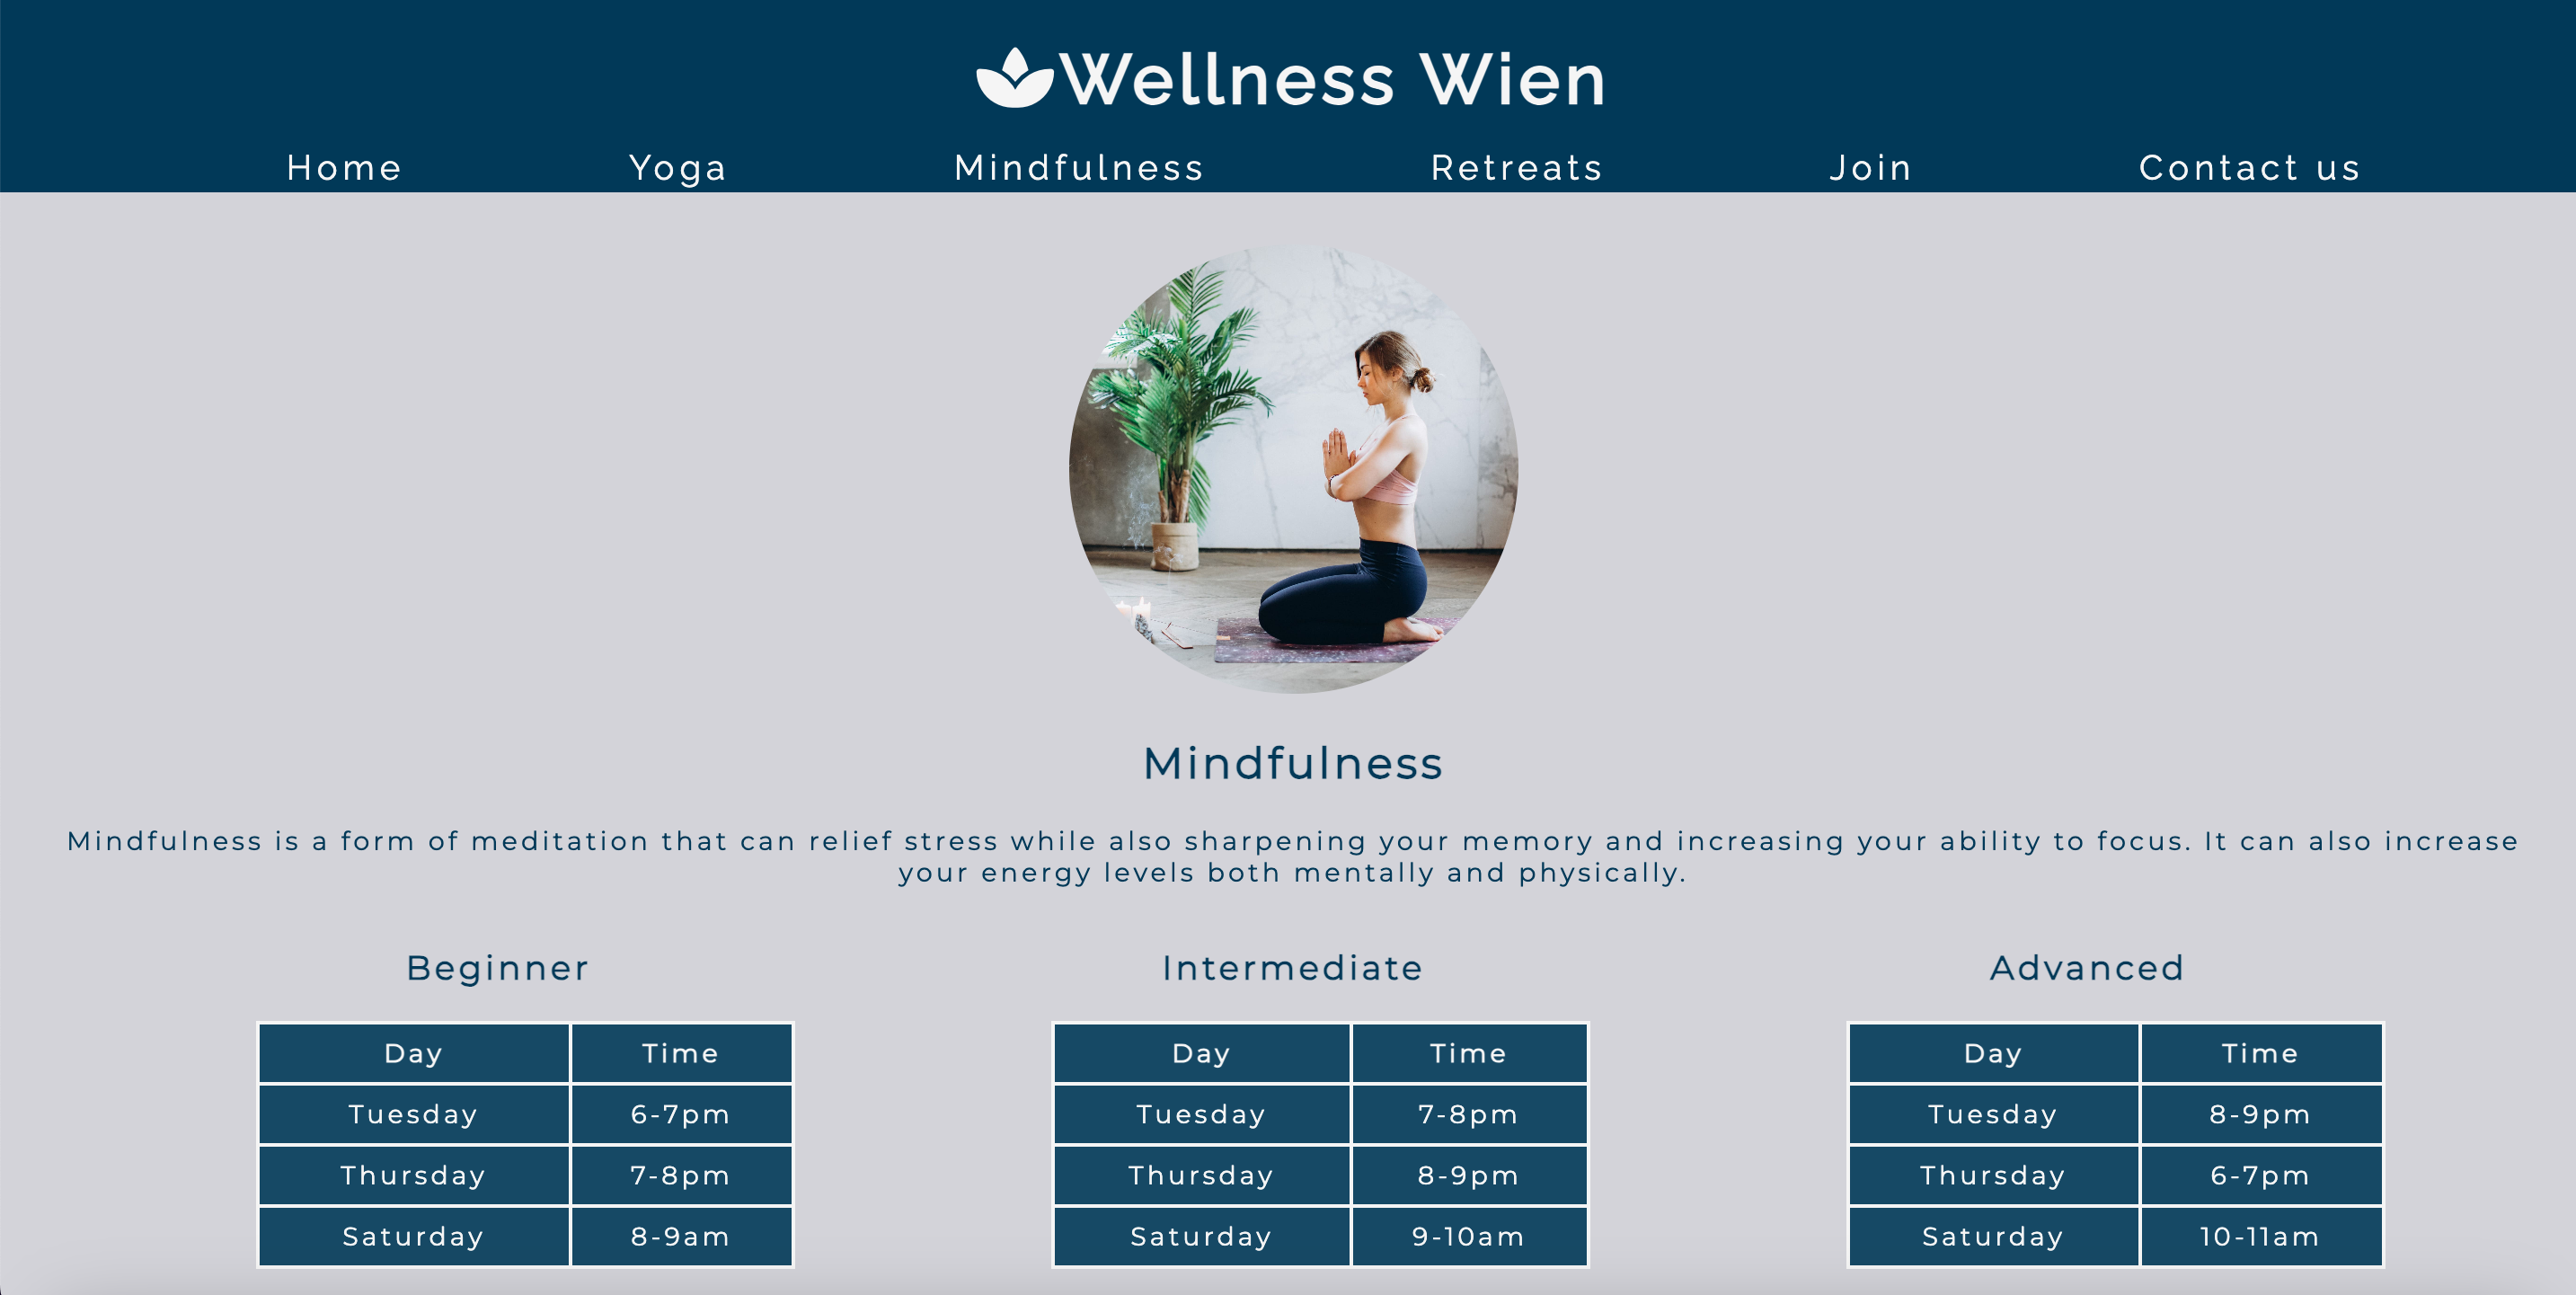 Wellness Wien
Home Yoga Mindfulness Retreats Join Contact us
Mindfulness
Mindfulness is a form of meditation that can relief stress while also sharpening your memory and increasing your ability to focus. It can also increase
your energy levels both mentally and physically.
Beginner Intermediate Advanced
Day Time Day Time Day Time
Tuesday 6-7pm Tuesday 7-8pm Tuesday 8-9pm
Thursday 7-8pm Thursday 8-9pm Thursday 6-7pm
Saturday 8-9am Saturday 9-10am Saturday 10-11am